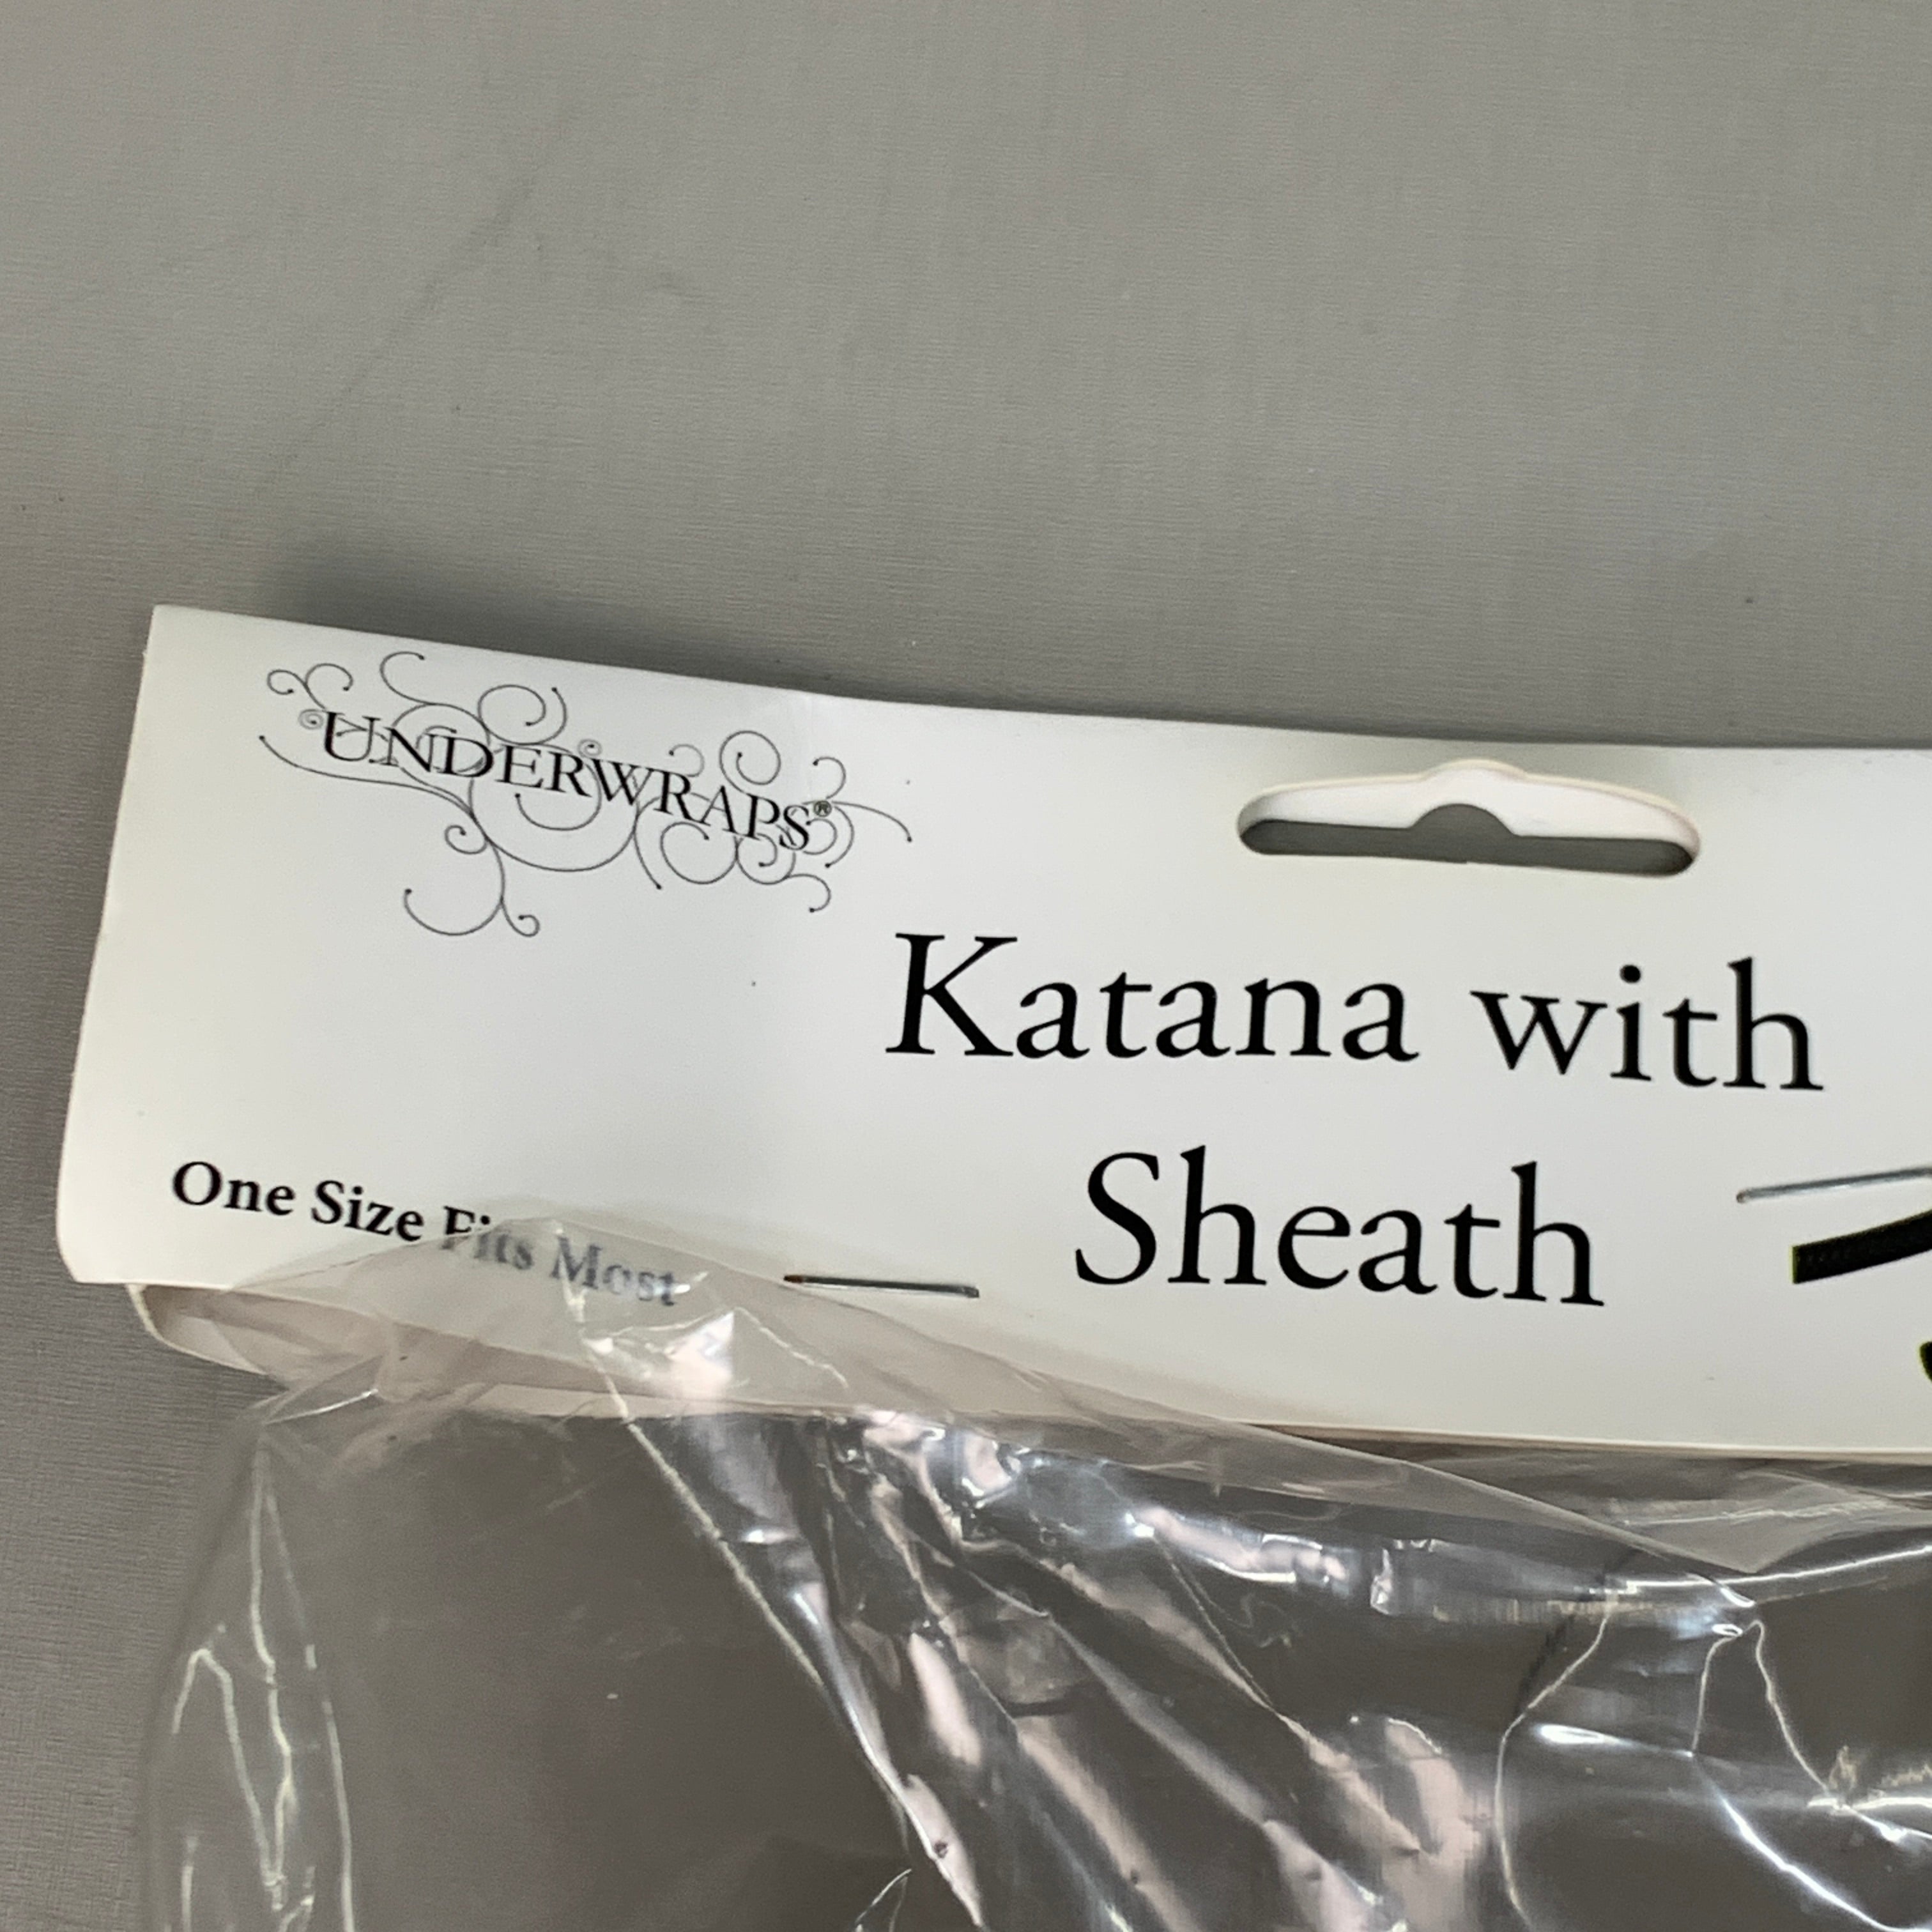 UNDERWRAPS®
Katana with
Sheath
One Size Fits Most